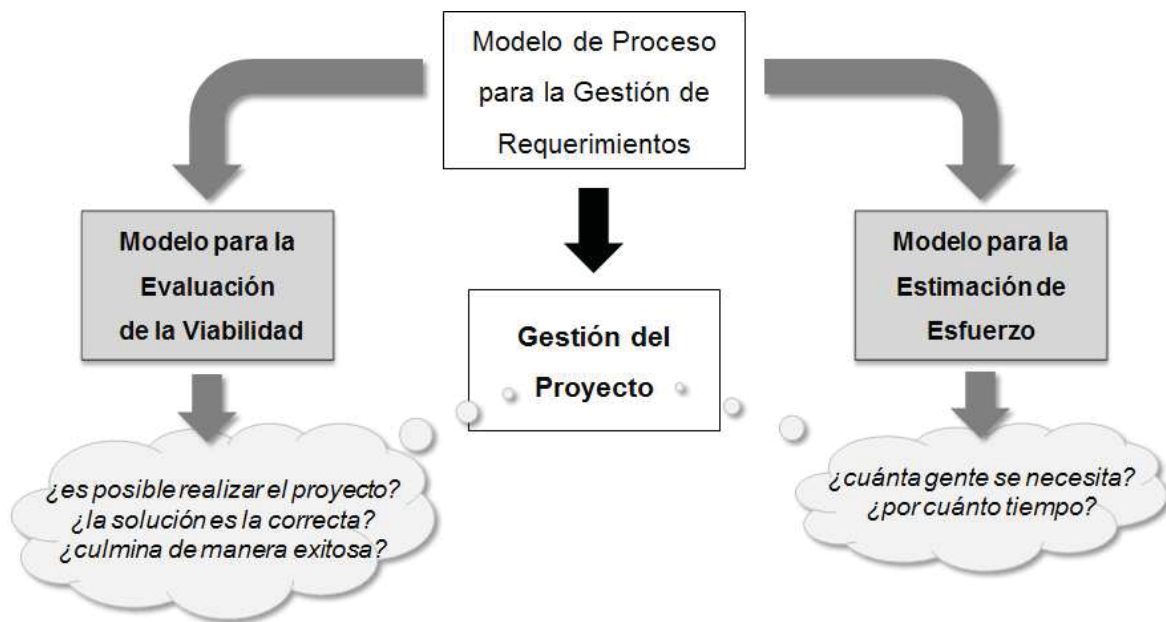 Modelo de Proceso
para la Gestión de
Requerimientos
Modelo para la
Evaluación
de la Viabilidad
Gestión del
Proyecto
Modelo para la
Estimación de
Esfuerzo
¿es posible realizar el proyecto?
¿la solución es la correcta?
¿culmina de manera exitosa?
¿cuánta gente se necesita?
¿por cuánto tiempo?